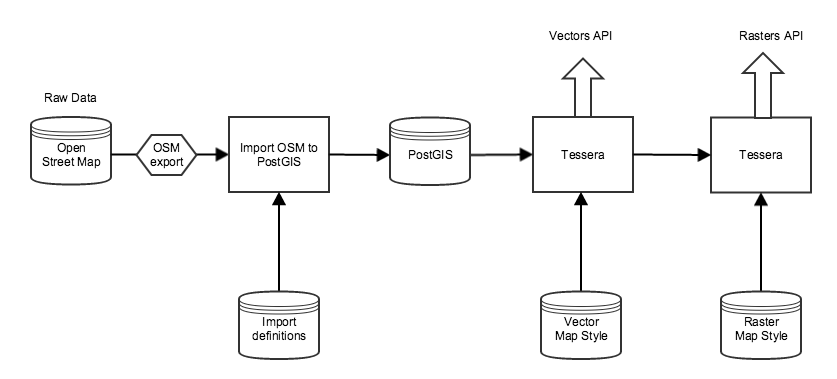 Vectors API
Rasters API
Raw Data
Open
Street Map
OSM
export
Import OSM to
PostGIS
PostGIS
Tessera
Tessera
Import
definitions
Vector
Map Style
Raster
Map Style